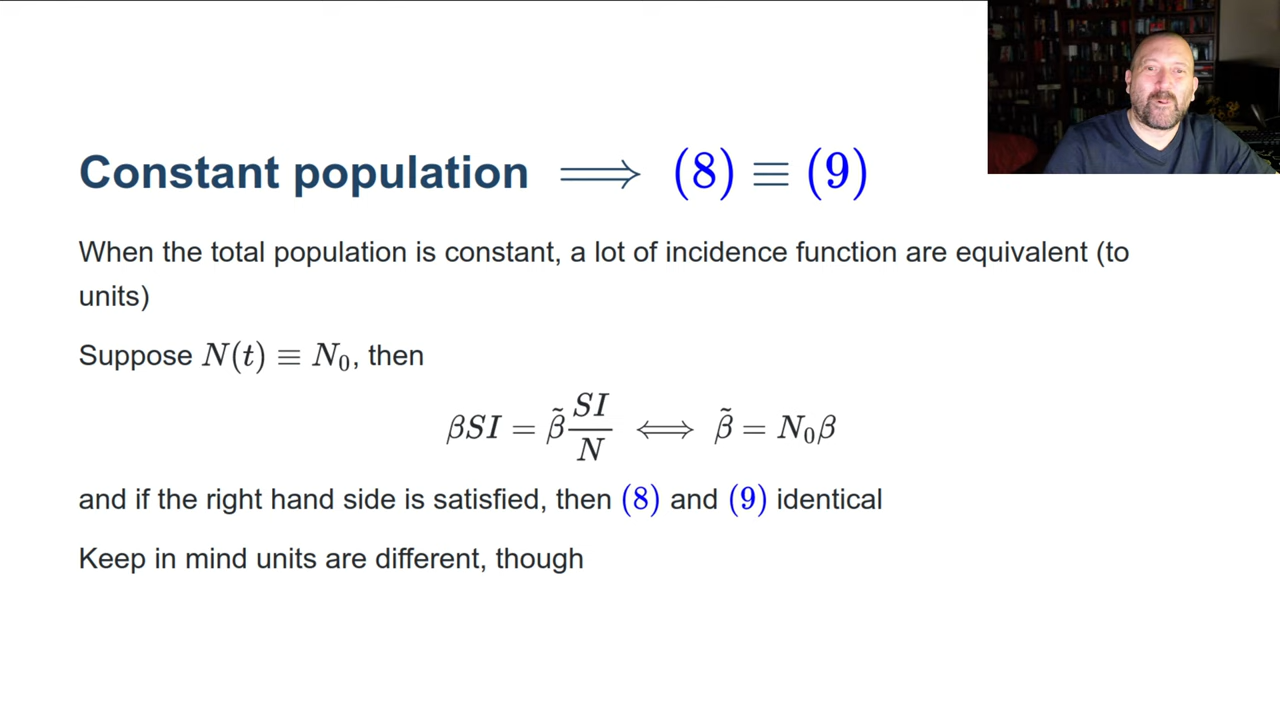 Constant population ⟹ (8) ≡ (9)
When the total population is constant, a lot of incidence function are equivalent (to
units)
Suppose N(t) ≡ N₀, then
βSI = β̃ SI/N ⟺ β̃ = N₀β
and if the right hand side is satisfied, then (8) and (9) identical
Keep in mind units are different, though